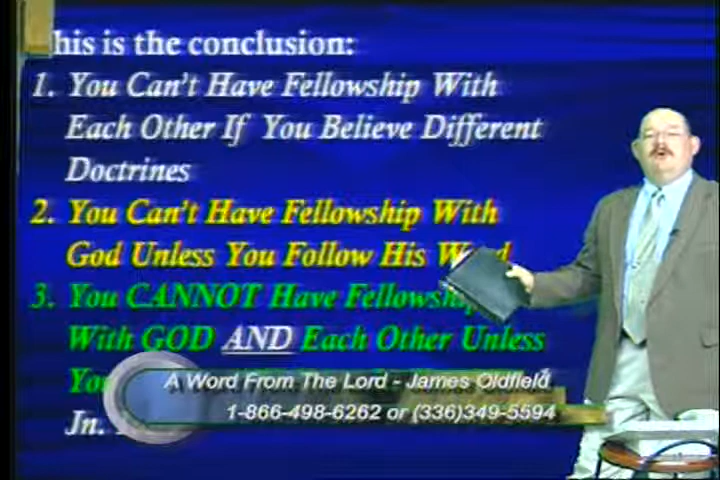 his is the conclusion:
1. You Can't Have Fellowship With
Each Other If You Believe Different
Doctrines
2. You Can't Have Fellowship With
God Unless You Follow His
3. You CANNOT Have
With GOD AND Each Other Unless
A Word From The Lord - James Oldfield
1-866-498-6262 or (336)349-5594
Jn.